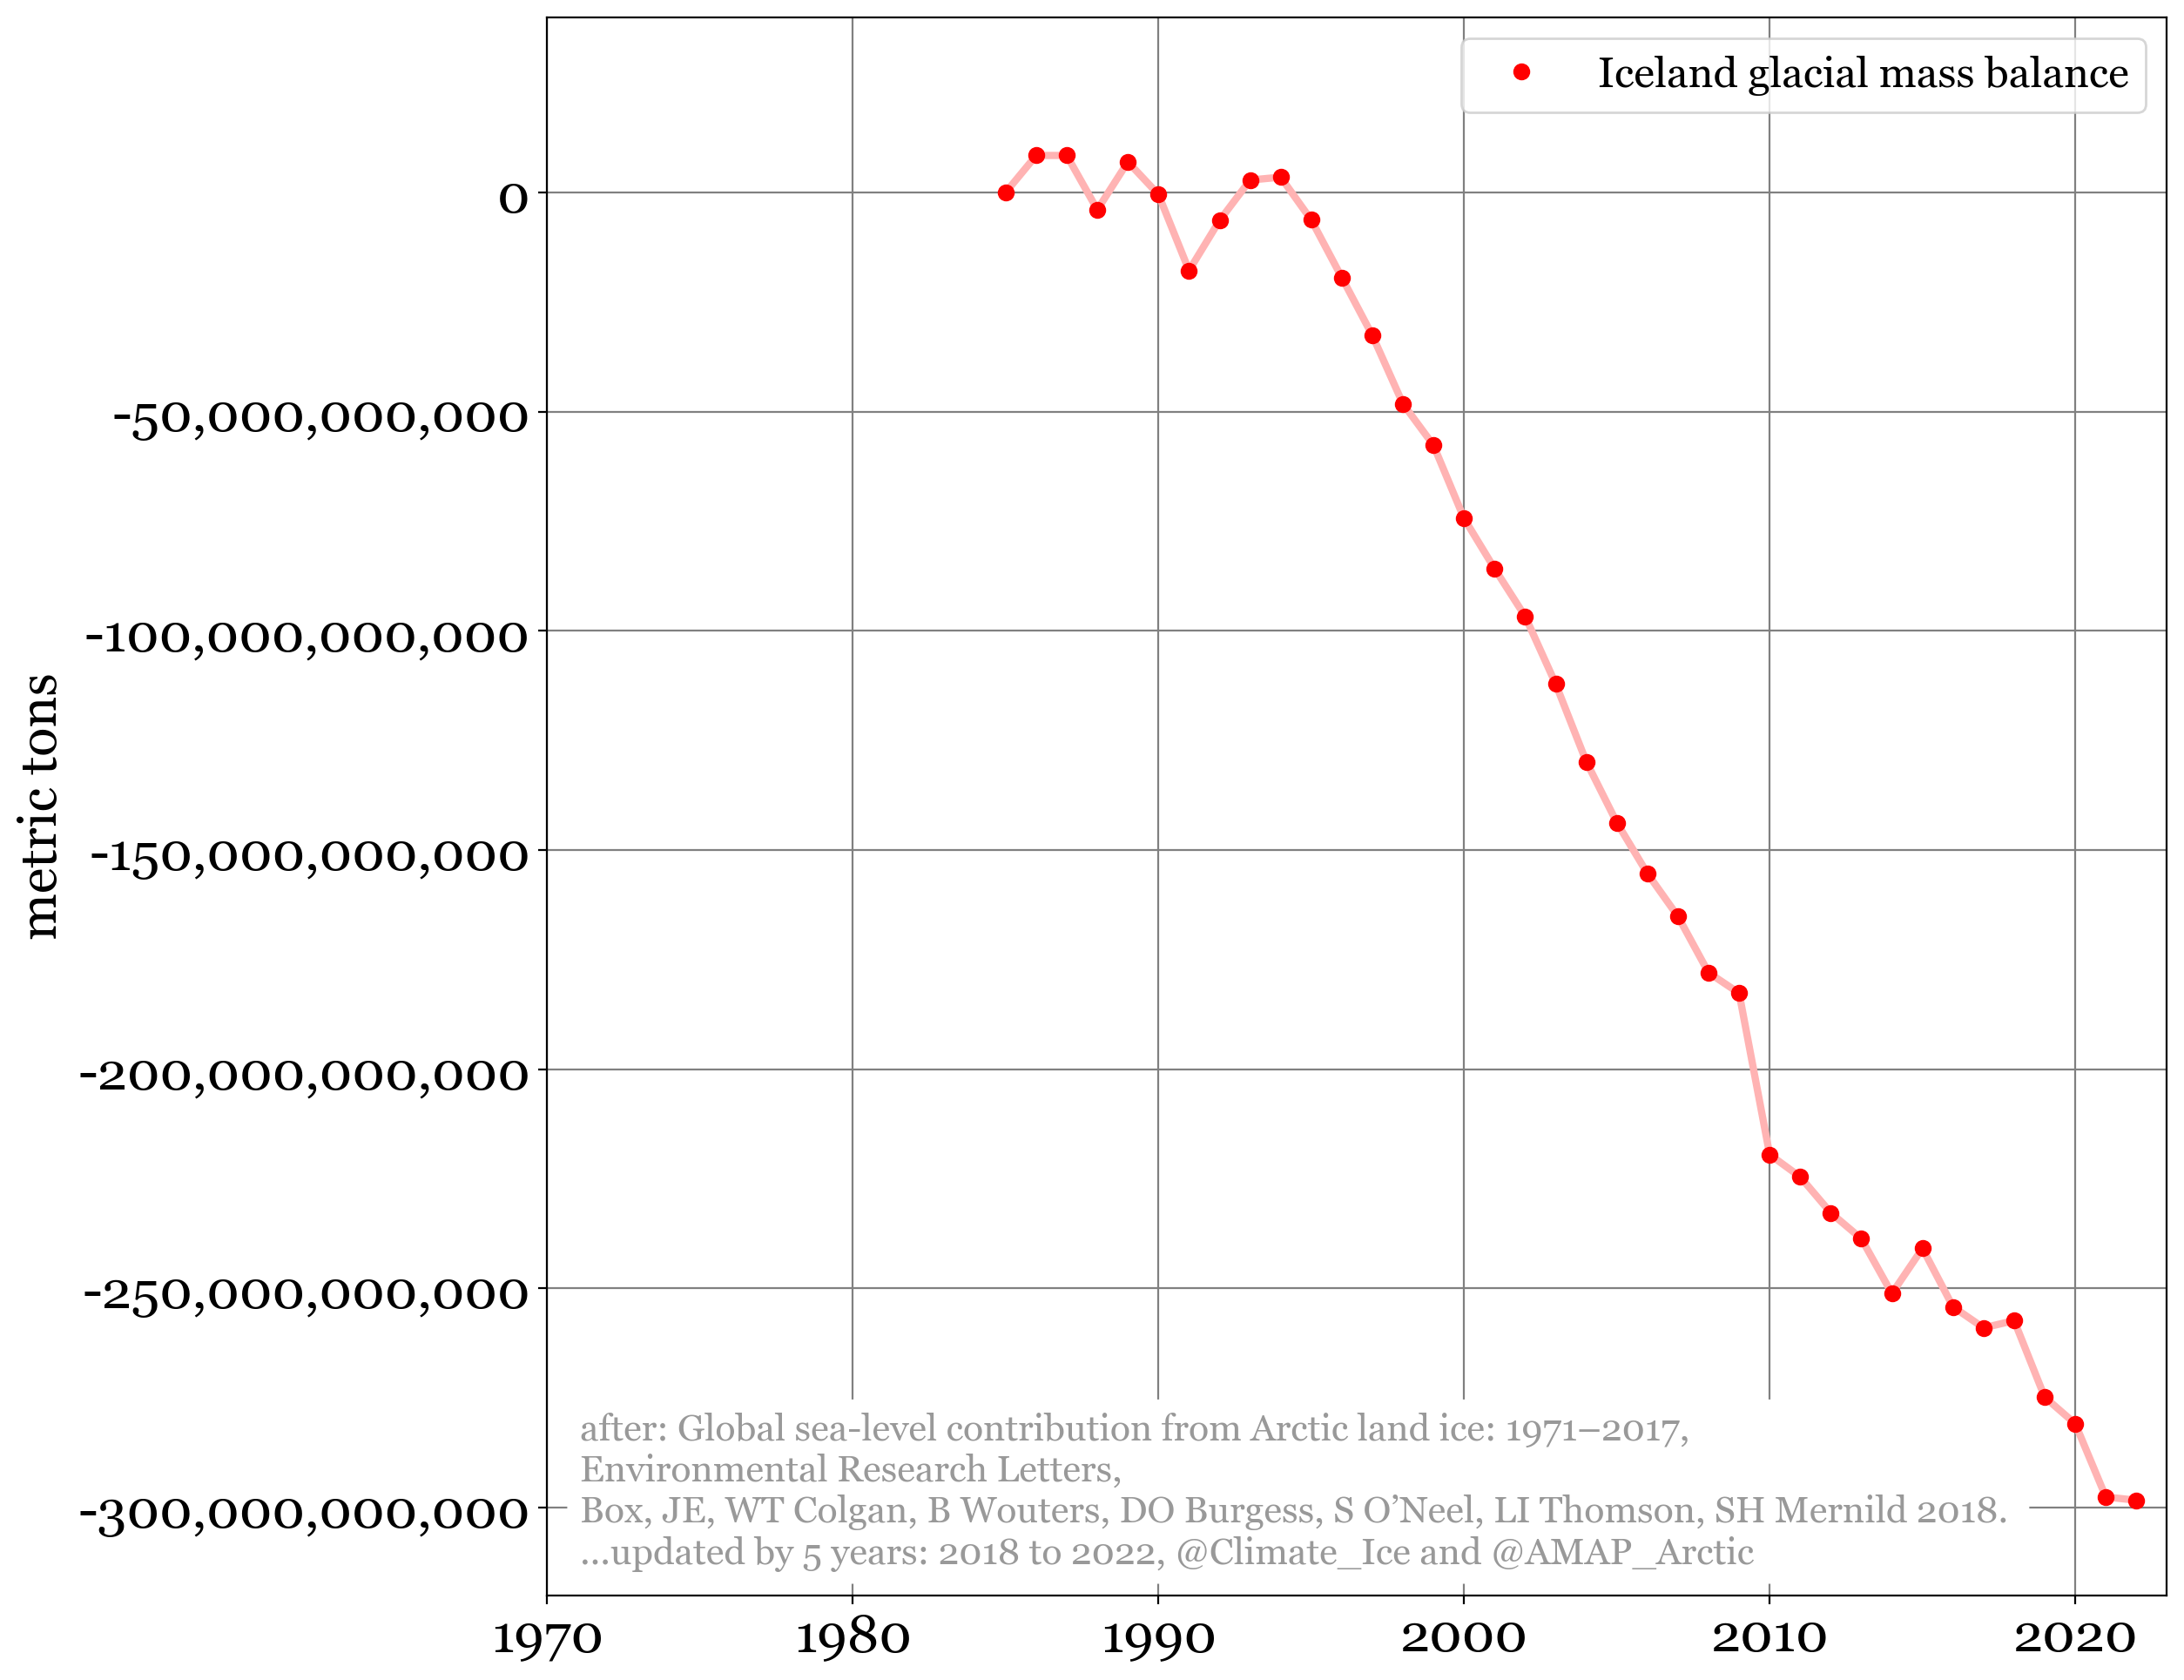 Iceland glacial mass balance
0
-50,000,000,000
-100,000,000,000
-150,000,000,000
-200,000,000,000
-250,000,000,000
-300,000,000,000
metric tons
after: Global sea-level contribution from Arctic land ice: 1971–2017,
Environmental Research Letters,
Box, JE, WT Colgan, B Wouters, DO Burgess, S O’Neel, LI Thomson, SH Mernild 2018.
...updated by 5 years: 2018 to 2022, @Climate_Ice and @AMAP_Arctic
1970 1980 1990 2000 2010 2020